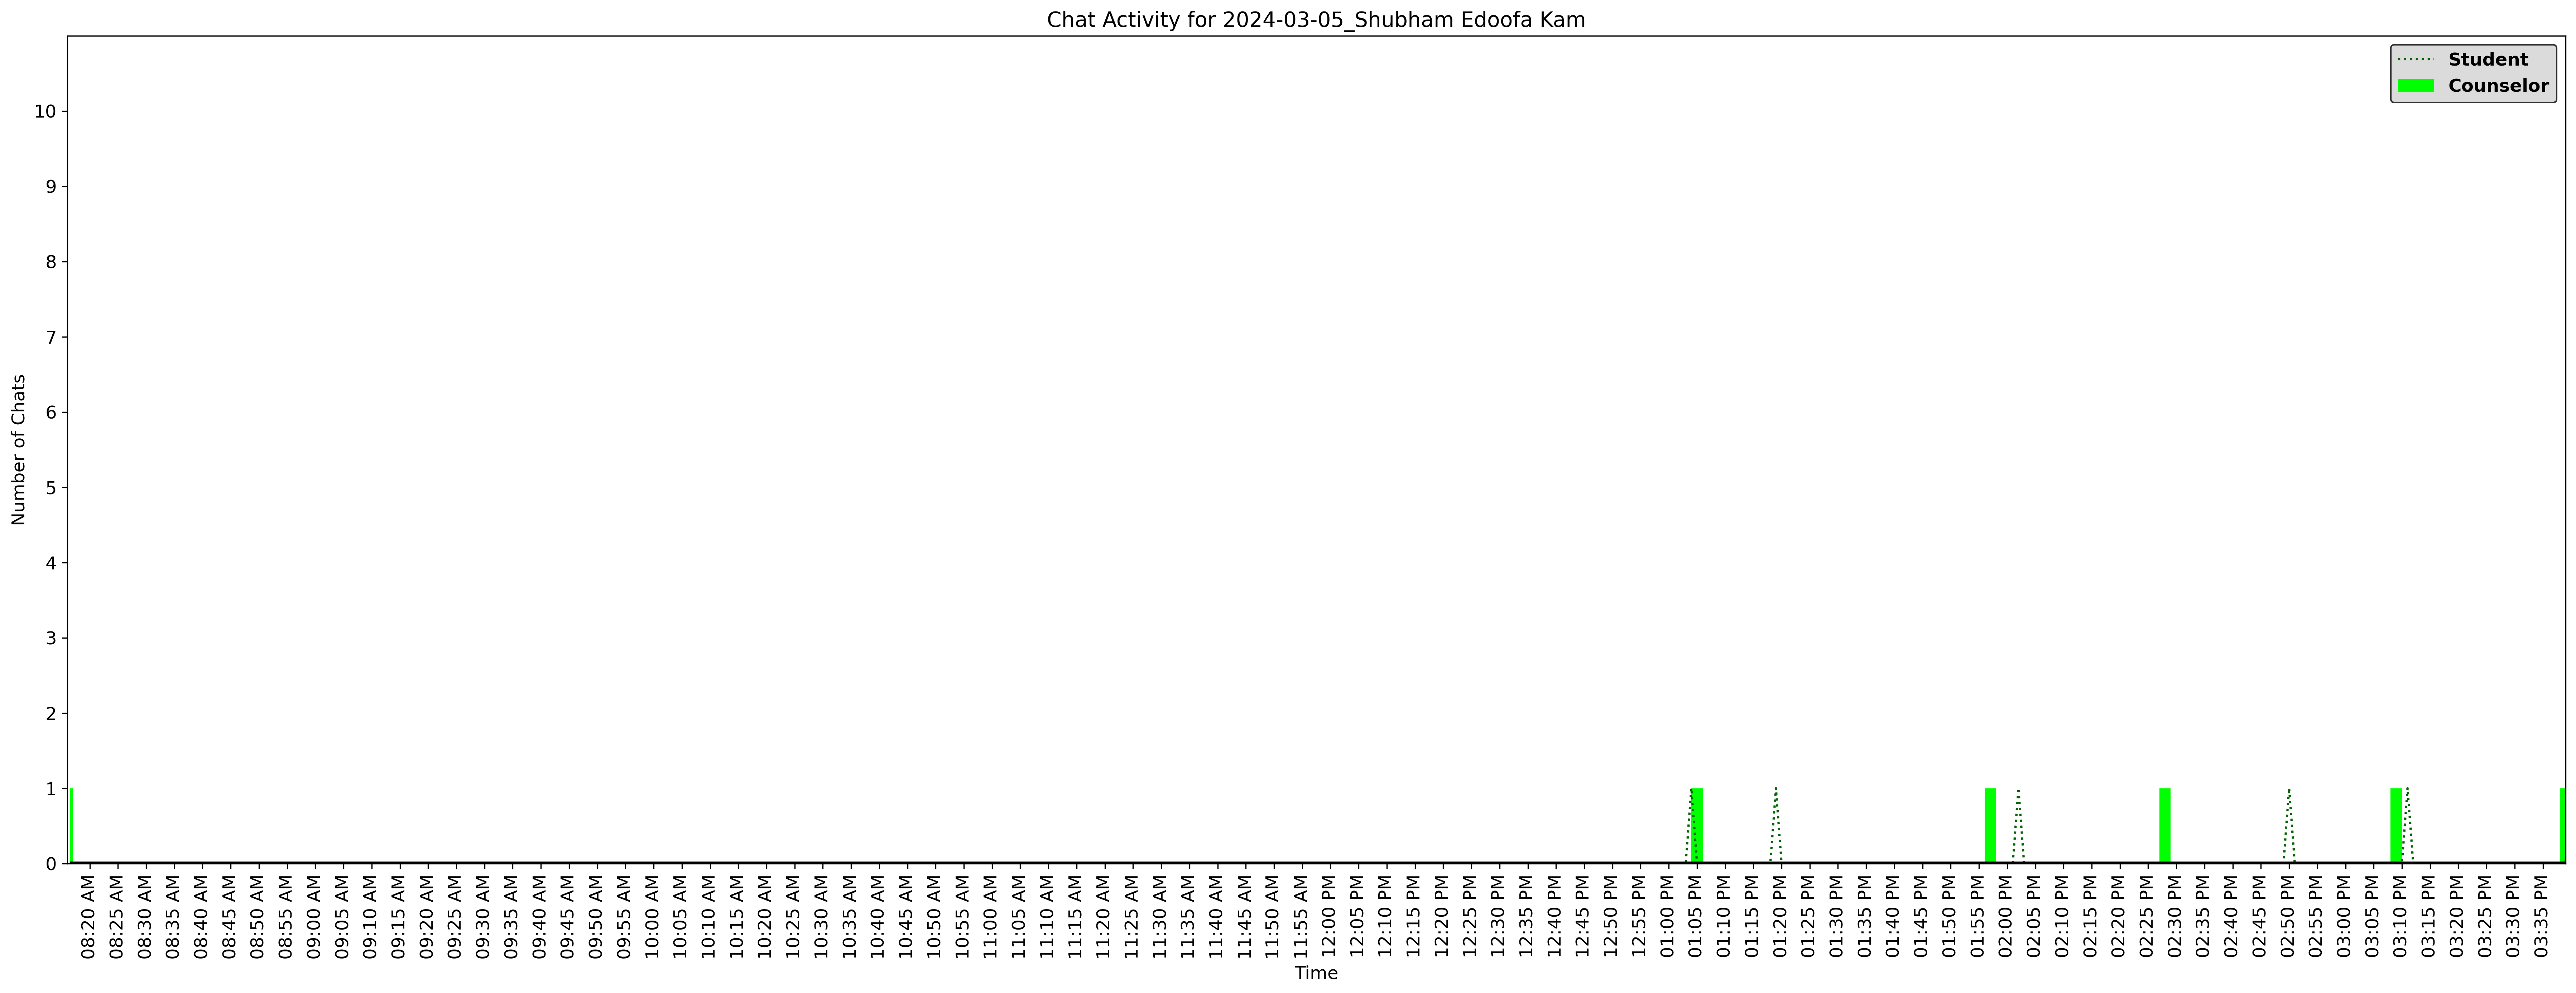 Chat Activity for 2024-03-05_Shubham Edoofa Kam
Student
Counselor
Number of Chats
10
9
8
7
6
5
4
3
2
1
0
08:20 AM
08:25 AM
08:30 AM
08:35 AM
08:40 AM
08:45 AM
08:50 AM
08:55 AM
09:00 AM
09:05 AM
09:10 AM
09:15 AM
09:20 AM
09:25 AM
09:30 AM
09:35 AM
09:40 AM
09:45 AM
09:50 AM
09:55 AM
10:00 AM
10:05 AM
10:10 AM
10:15 AM
10:20 AM
10:25 AM
10:30 AM
10:35 AM
10:40 AM
10:45 AM
10:50 AM
10:55 AM
11:00 AM
11:05 AM
11:10 AM
11:15 AM
11:20 AM
11:25 AM
11:30 AM
11:35 AM
11:40 AM
11:45 AM
11:50 AM
11:55 AM
12:00 PM
12:05 PM
12:10 PM
12:15 PM
12:20 PM
12:25 PM
12:30 PM
12:35 PM
12:40 PM
12:45 PM
12:50 PM
12:55 PM
01:00 PM
01:05 PM
01:10 PM
01:15 PM
01:20 PM
01:25 PM
01:30 PM
01:35 PM
01:40 PM
01:45 PM
01:50 PM
01:55 PM
02:00 PM
02:05 PM
02:10 PM
02:15 PM
02:20 PM
02:25 PM
02:30 PM
02:35 PM
02:40 PM
02:45 PM
02:50 PM
02:55 PM
03:00 PM
03:05 PM
03:10 PM
03:15 PM
03:20 PM
03:25 PM
03:30 PM
03:35 PM
Time